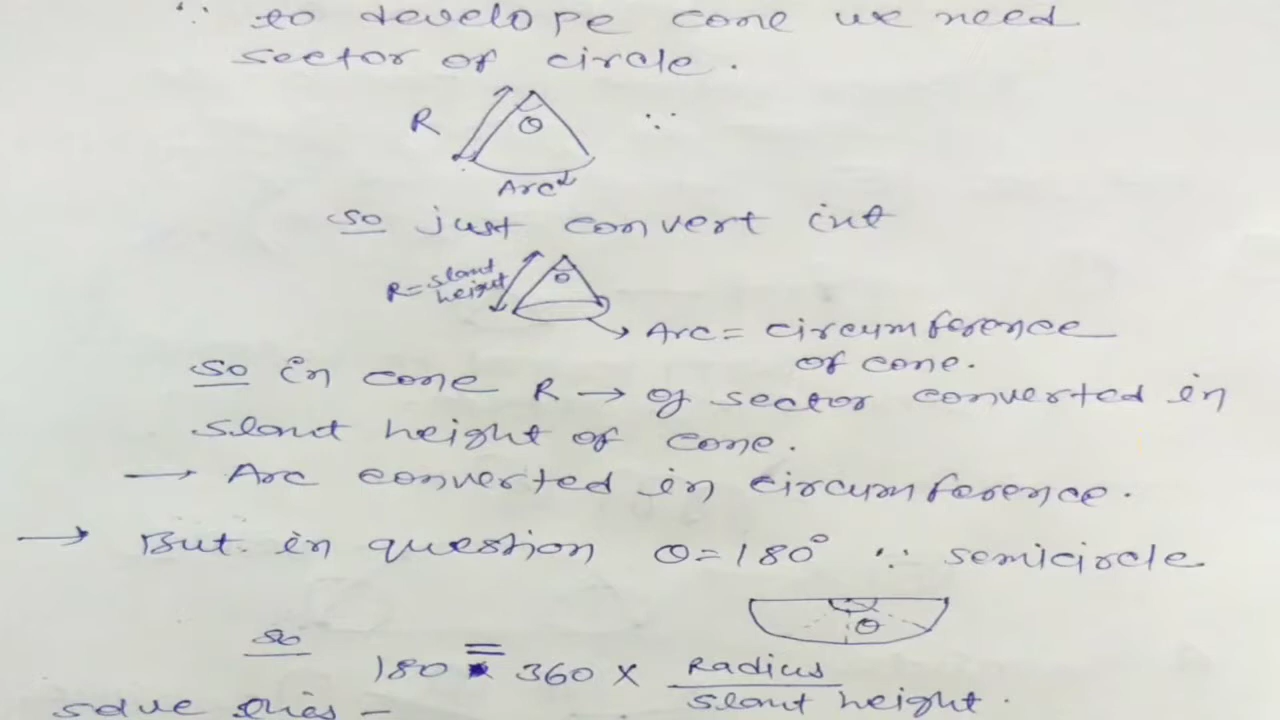 ∵ to develope cone we need
sector of circle.
R θ ∵
Arc
so just convert int
R = slant height θ
Arc = circumference
of cone.
so in cone R → of sector converted in
slant height of cone.
→ Arc converted in circumference.
→ But in question θ = 180° ∵ semicircle
θ
so 180 = 360 × Radius / slant height.
solve this –